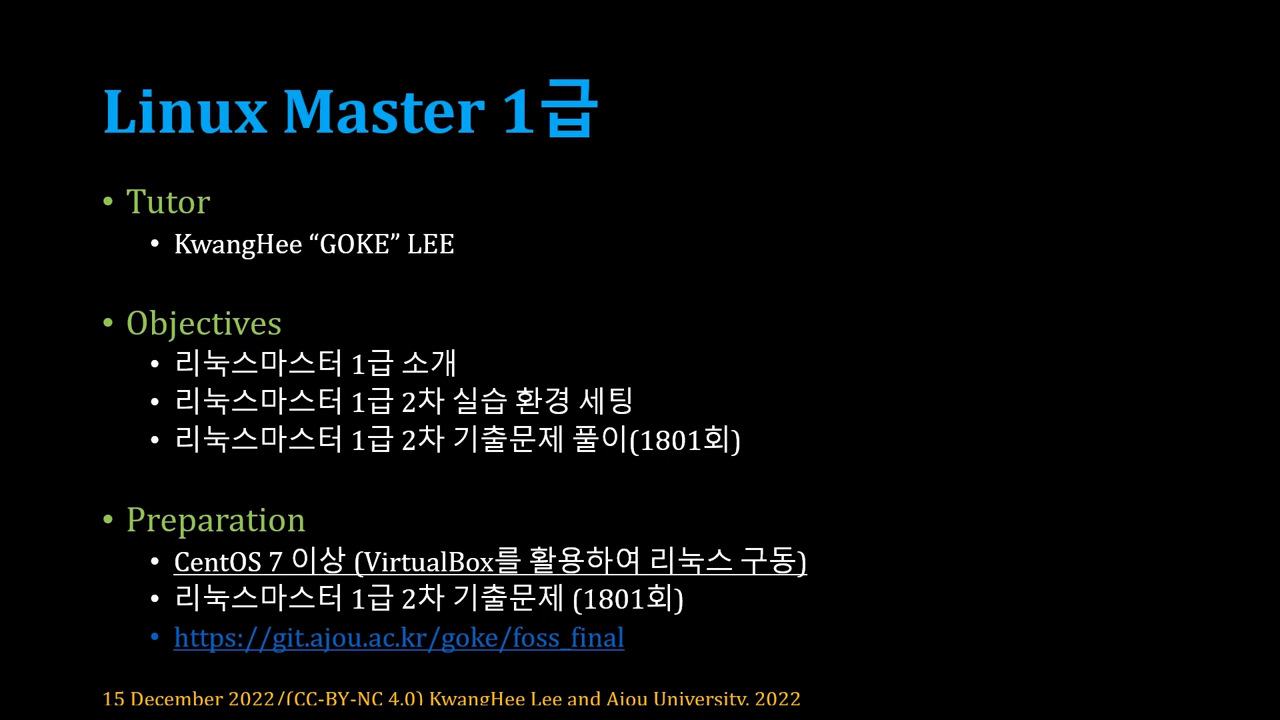 Linux Master 1급
• Tutor
• KwangHee “GOKE” LEE
• Objectives
• 리눅스마스터 1급 소개
• 리눅스마스터 1급 2차 실습 환경 세팅
• 리눅스마스터 1급 2차 기출문제 풀이(1801회)
• Preparation
• CentOS 7 이상 (VirtualBox를 활용하여 리눅스 구동)
• 리눅스마스터 1급 2차 기출문제 (1801회)
• https://git.ajou.ac.kr/goke/foss_final
15 December 2022/(CC-BY-NC 4.0) KwangHee Lee and Ajou University, 2022